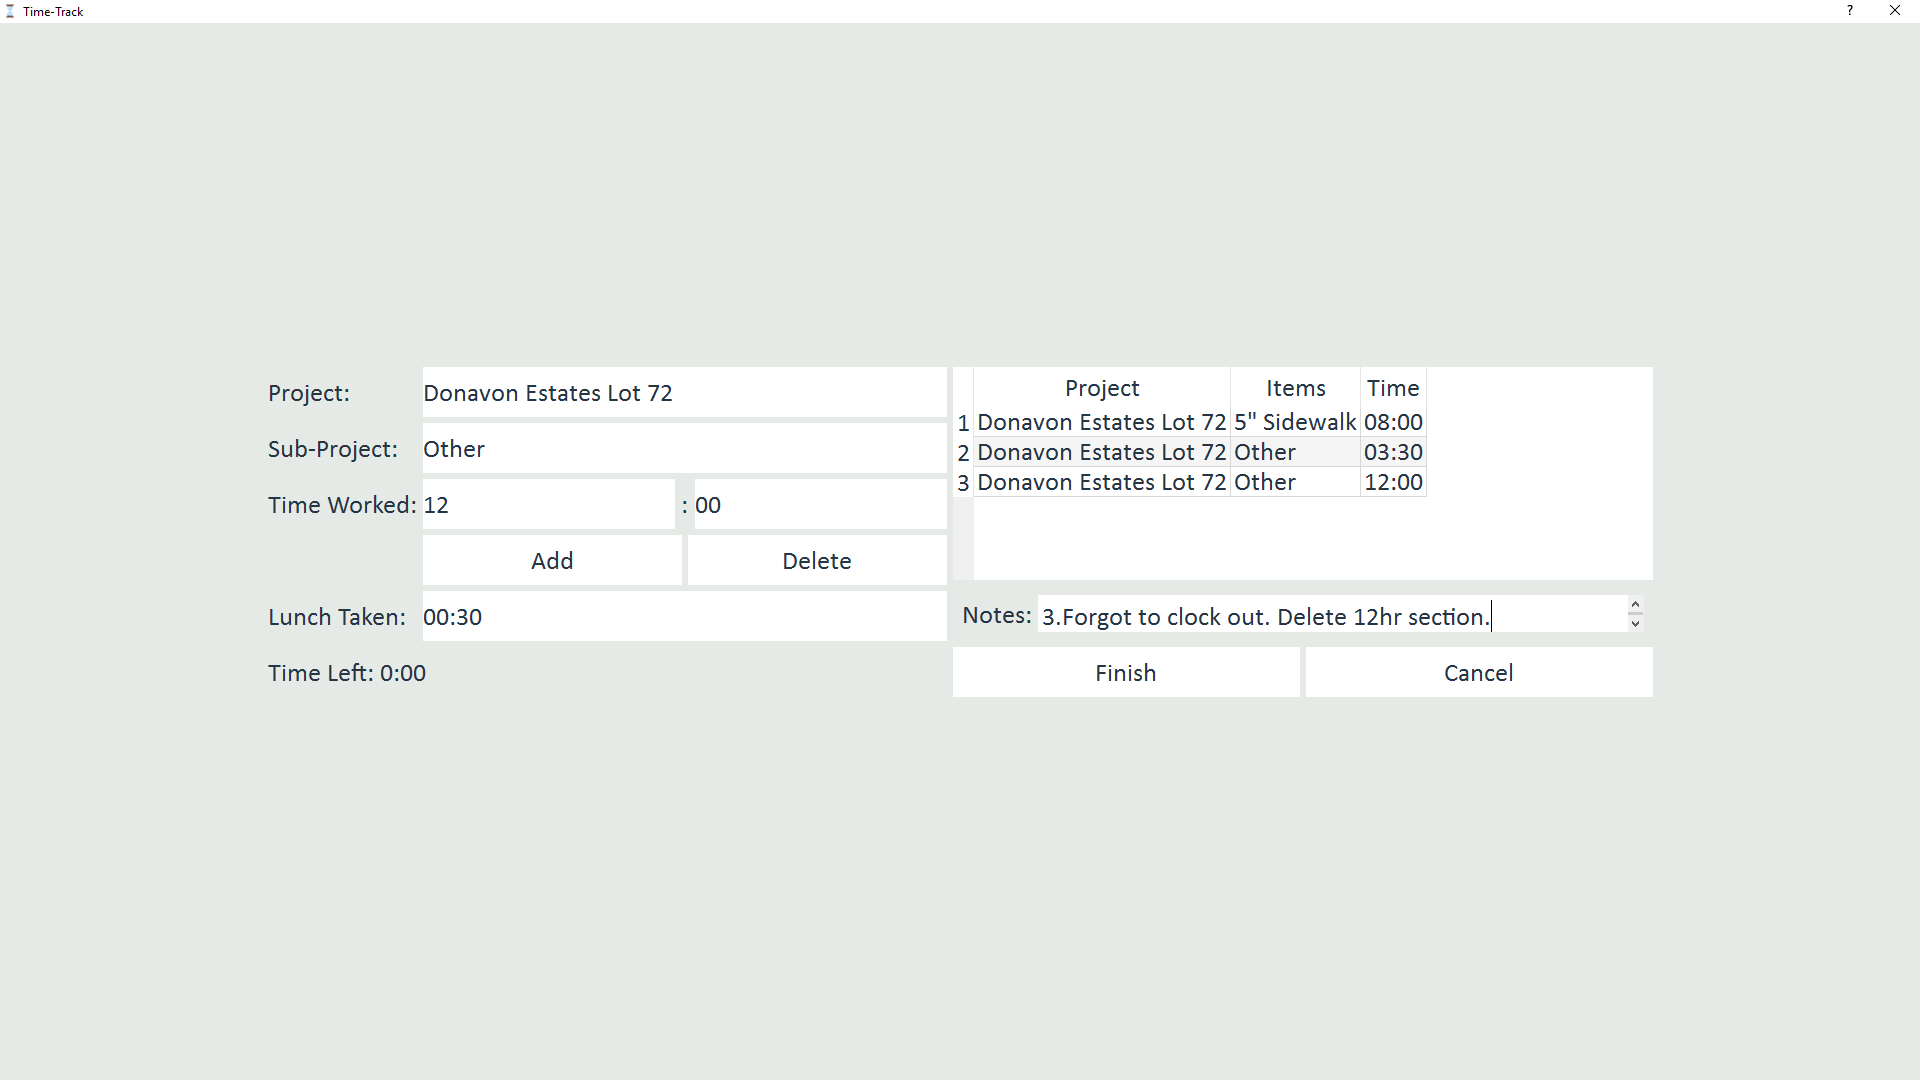 Time-Track
?
Project: Donavon Estates Lot 72
Sub-Project: Other
Time Worked: 12 : 00
Add Delete
Lunch Taken: 00:30
Time Left: 0:00
Project Items Time
1 Donavon Estates Lot 72 5" Sidewalk 08:00
2 Donavon Estates Lot 72 Other 03:30
3 Donavon Estates Lot 72 Other 12:00
Notes: 3.Forgot to clock out. Delete 12hr section.
Finish Cancel